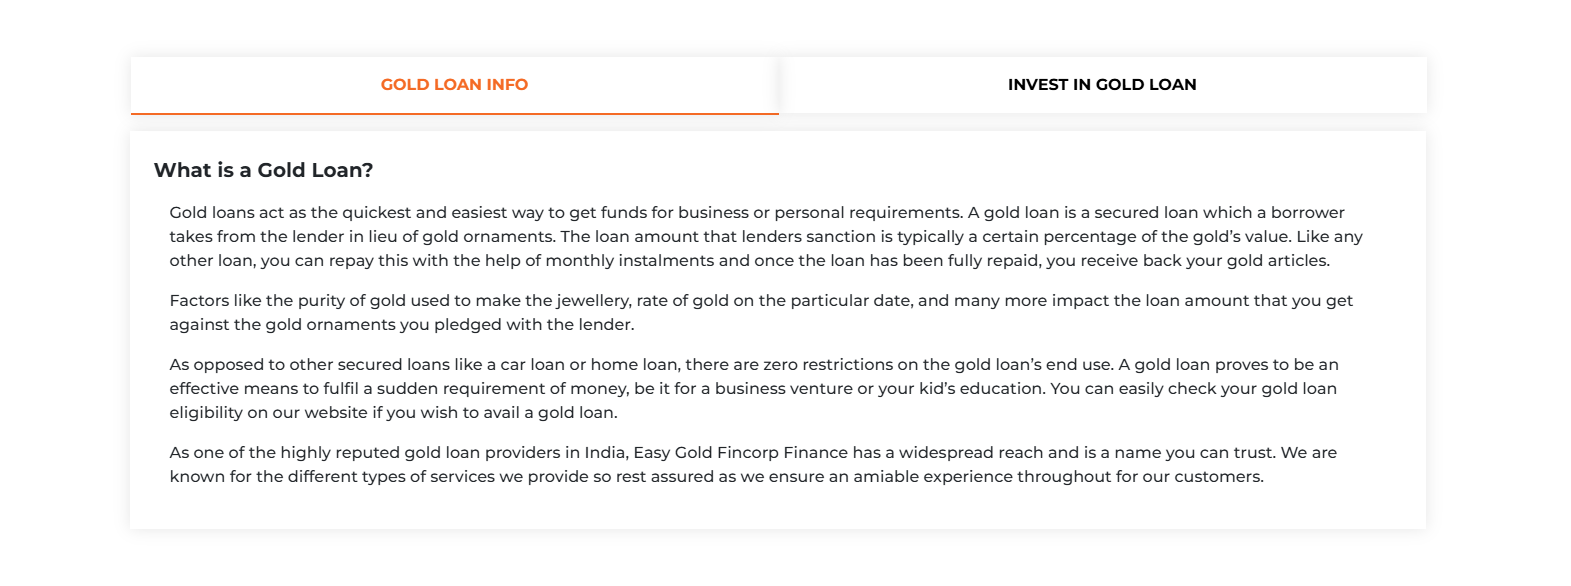 GOLD LOAN INFO
INVEST IN GOLD LOAN
What is a Gold Loan?
Gold loans act as the quickest and easiest way to get funds for business or personal requirements. A gold loan is a secured loan which a borrower
takes from the lender in lieu of gold ornaments. The loan amount that lenders sanction is typically a certain percentage of the gold’s value. Like any
other loan, you can repay this with the help of monthly instalments and once the loan has been fully repaid, you receive back your gold articles.
Factors like the purity of gold used to make the jewellery, rate of gold on the particular date, and many more impact the loan amount that you get
against the gold ornaments you pledged with the lender.
As opposed to other secured loans like a car loan or home loan, there are zero restrictions on the gold loan’s end use. A gold loan proves to be an
effective means to fulfil a sudden requirement of money, be it for a business venture or your kid’s education. You can easily check your gold loan
eligibility on our website if you wish to avail a gold loan.
As one of the highly reputed gold loan providers in India, Easy Gold Fincorp Finance has a widespread reach and is a name you can trust. We are
known for the different types of services we provide so rest assured as we ensure an amiable experience throughout for our customers.